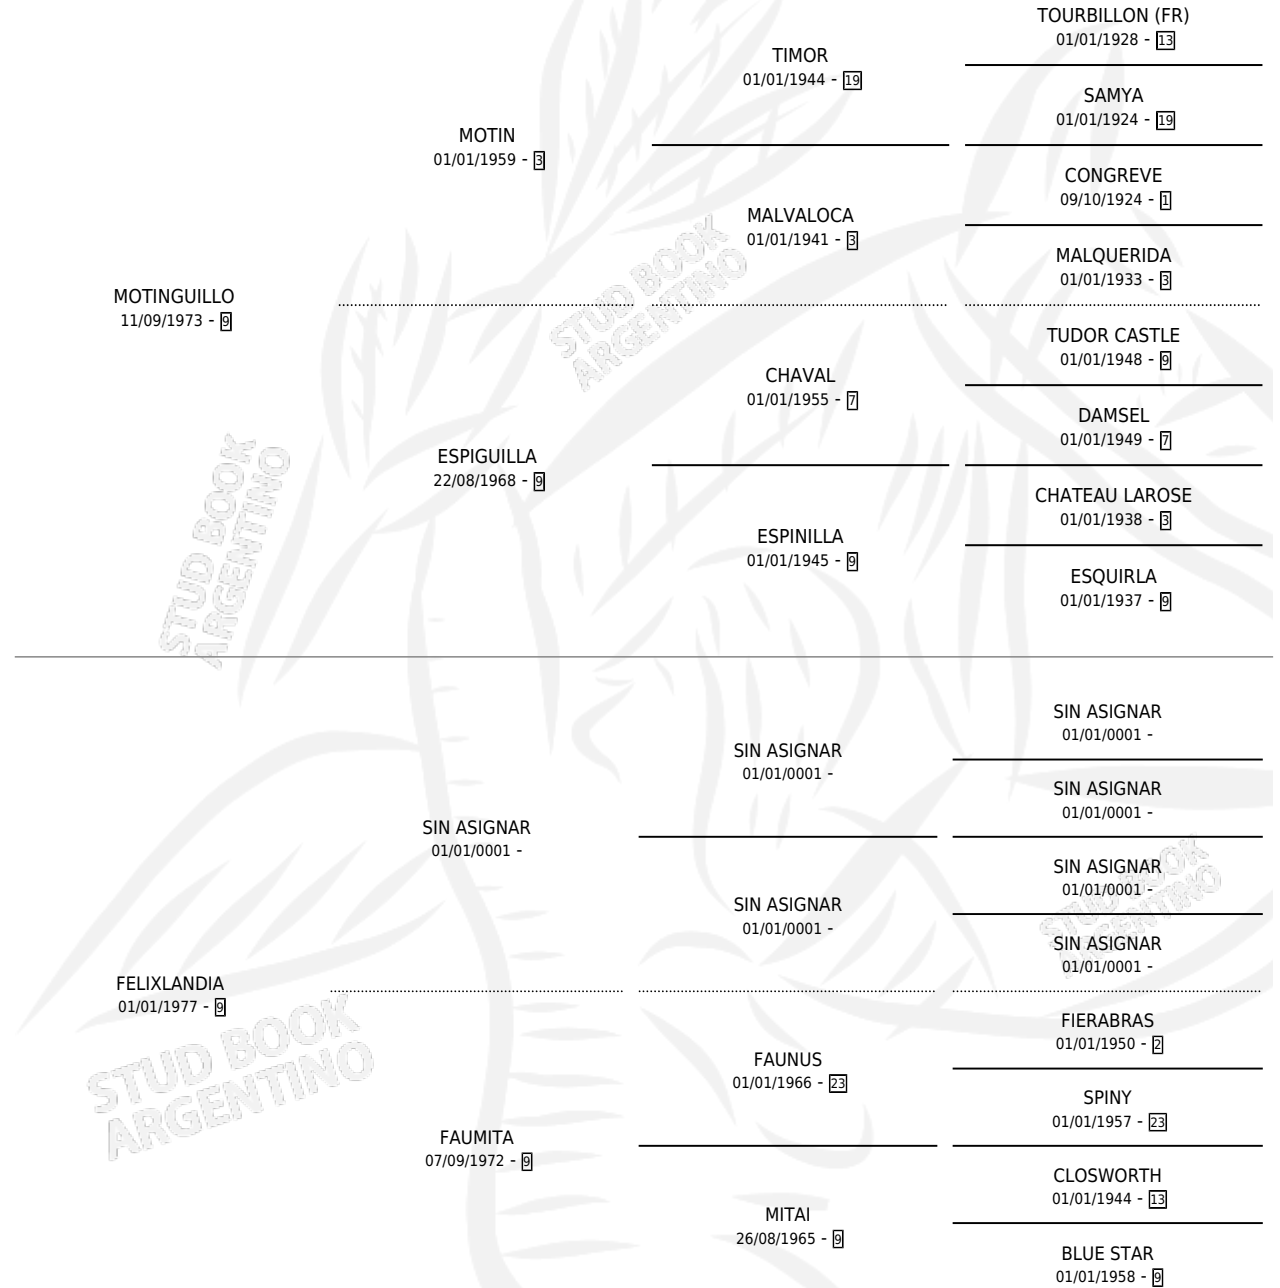 TOURBILLON (FR)
01/01/1928 - 13
TIMOR
01/01/1944 - 19
SAMYA
01/01/1924 - 19
MOTIN
01/01/1959 - 3
CONGREVE
09/10/1924 - 1
MALVALOCA
01/01/1941 - 3
MALQUERIDA
01/01/1933 - 3
MOTINGUILLO
11/09/1973 - 9
TUDOR CASTLE
01/01/1948 - 9
CHAVAL
01/01/1955 - 7
DAMSEL
01/01/1949 - 7
ESPIGUILLA
22/08/1968 - 9
CHATEAU LAROSE
01/01/1938 - 3
ESPINILLA
01/01/1945 - 9
ESQUIRLA
01/01/1937 - 9
STUD BOOK
ARGENTINO
STUD BOOK
ARGENTINO
SIN ASIGNAR
01/01/0001 -
SIN ASIGNAR
01/01/0001 -
SIN ASIGNAR
01/01/0001 -
SIN ASIGNAR
01/01/0001 -
SIN ASIGNAR
01/01/0001 -
SIN ASIGNAR
01/01/0001 -
SIN ASIGNAR
01/01/0001 -
STUD BOOK
ARGENTINO
FELIXLANDIA
01/01/1977 - 9
FIERABRAS
01/01/1950 - 2
FAUNUS
01/01/1966 - 23
SPINY
01/01/1957 - 23
FAUMITA
07/09/1972 - 9
CLOSWORTH
01/01/1944 - 13
MITAI
26/08/1965 - 9
BLUE STAR
01/01/1958 - 9
STUD BOOK
ARGENTINO